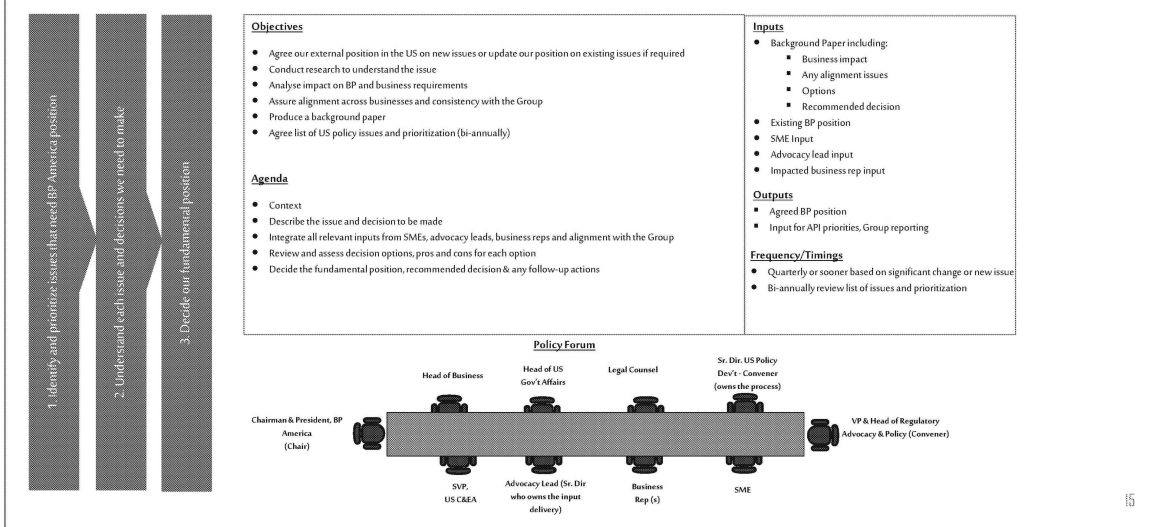 1. Identify and prioritize issues that need BP America position
2. Understand each issue and decisions we need to make
3. Decide our fundamental position
Objectives
● Agree our external position in the US on new issues or update our position on existing issues if required
● Conduct research to understand the issue
● Analyse impact on BP and business requirements
● Assure alignment across businesses and consistency with the Group
● Produce a background paper
● Agree list of US policy issues and prioritization (bi-annually)
Agenda
● Context
● Describe the issue and decision to be made
● Integrate all relevant inputs from SMEs, advocacy leads, business reps and alignment with the Group
● Review and assess decision options, pros and cons for each option
● Decide the fundamental position, recommended decision & any follow-up actions
Inputs
● Background Paper including:
▪ Business impact
▪ Any alignment issues
▪ Options
▪ Recommended decision
● Existing BP position
● SME Input
● Advocacy lead input
● Impacted business rep input
Outputs
▪ Agreed BP position
▪ Input for API priorities, Group reporting
Frequency/Timings
● Quarterly or sooner based on significant change or new issue
● Bi-annually review list of issues and prioritization
Policy Forum
Head of Business
Head of US
Gov't Affairs
Legal Counsel
Sr. Dir. US Policy
Dev't - Convener
(owns the process)
Chairman & President, BP
America
(Chair)
VP & Head of Regulatory
Advocacy & Policy (Convener)
SVP,
US C&EA
Advocacy Lead (Sr. Dir
who owns the input
delivery)
Business
Rep (s)
SME
15